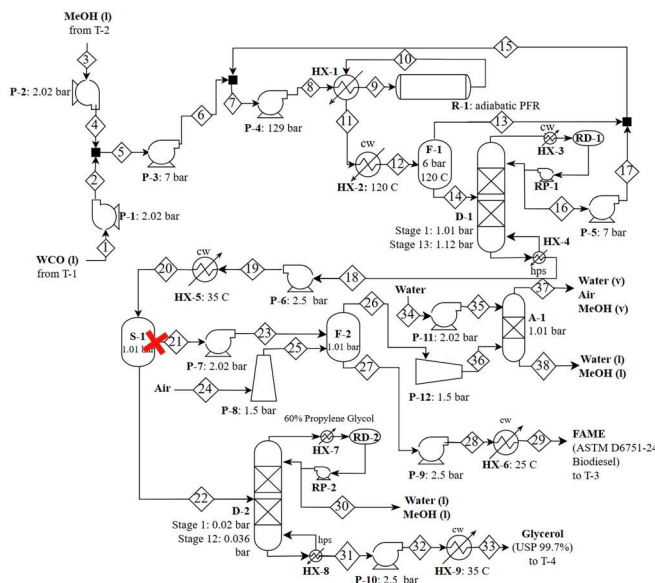 MeOH (l)
from T-2
3
P-2: 2.02 bar
4
2
5
P-3: 7 bar
6
7
P-4: 129 bar
8
HX-1
9
10
R-1: adiabatic PFR
15
11
cw
HX-2: 120 C
12
F-1
6 bar
120 C
13
14
cw
HX-3
RD-1
RP-1
16
17
P-5: 7 bar
D-1
Stage 1: 1.01 bar
Stage 13: 1.12 bar
HX-4
hps
P-1: 2.02 bar
1
WCO (l)
from T-1
20
cw
HX-5: 35 C
19
P-6: 2.5 bar
18
S-1
1.01 bar
21
P-7: 2.02 bar
23
25
F-2
1.01 bar
26
27
Air
24
P-8: 1.5 bar
Water
34
P-11: 2.02 bar
35
36
P-12: 1.5 bar
A-1
1.01 bar
37
38
Water (v)
Air
MeOH (v)
Water (l)
MeOH (l)
P-9: 2.5 bar
28
cw
HX-6: 25 C
29
FAME
(ASTM D6751-24
Biodiesel)
to T-3
60% Propylene Glycol
HX-7
RD-2
RP-2
22
D-2
Stage 1: 0.02 bar
Stage 12: 0.036
bar
30
Water (l)
MeOH (l)
hps
HX-8
31
P-10: 2.5 bar
32
cw
HX-9: 35 C
33
Glycerol
(USP 99.7%)
to T-4